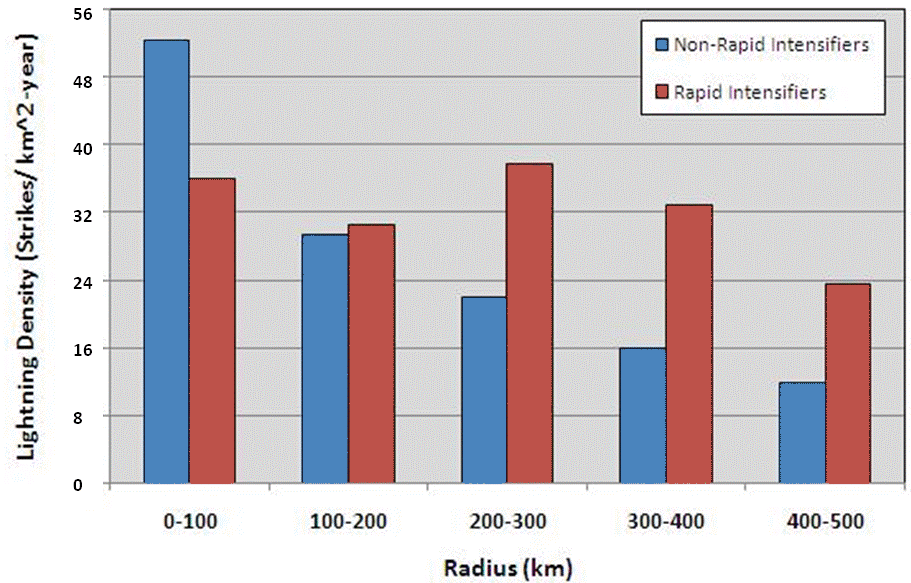 Lightning Density (Strikes/ km^2-year)
56
48
40
32
24
16
8
0
Non-Rapid Intensifiers
Rapid Intensifiers
0-100 100-200 200-300 300-400 400-500
Radius (km)